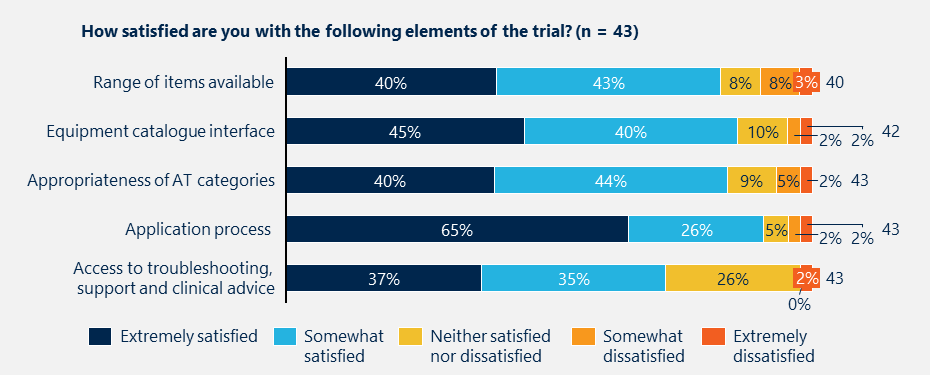 How satisfied are you with the following elements of the trial? (n = 43)
Range of items available 40% 43% 8% 8% 3% 40
Equipment catalogue interface 45% 40% 10% 2% 2% 42
Appropriateness of AT categories 40% 44% 9% 5% 2% 43
Application process 65% 26% 5% 2% 2% 43
Access to troubleshooting,
support and clinical advice 37% 35% 26% 0% 2% 43
Extremely satisfied
Somewhat
satisfied
Neither satisfied
nor dissatisfied
Somewhat
dissatisfied
Extremely
dissatisfied